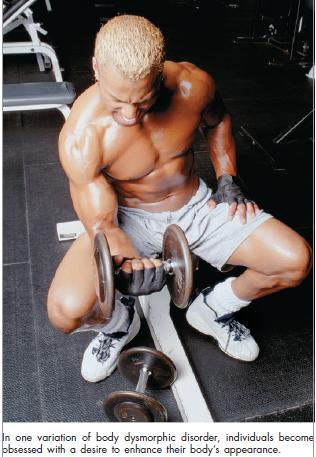 In one variation of body dysmorphic disorder, individuals become
obsessed with a desire to enhance their body's appearance.